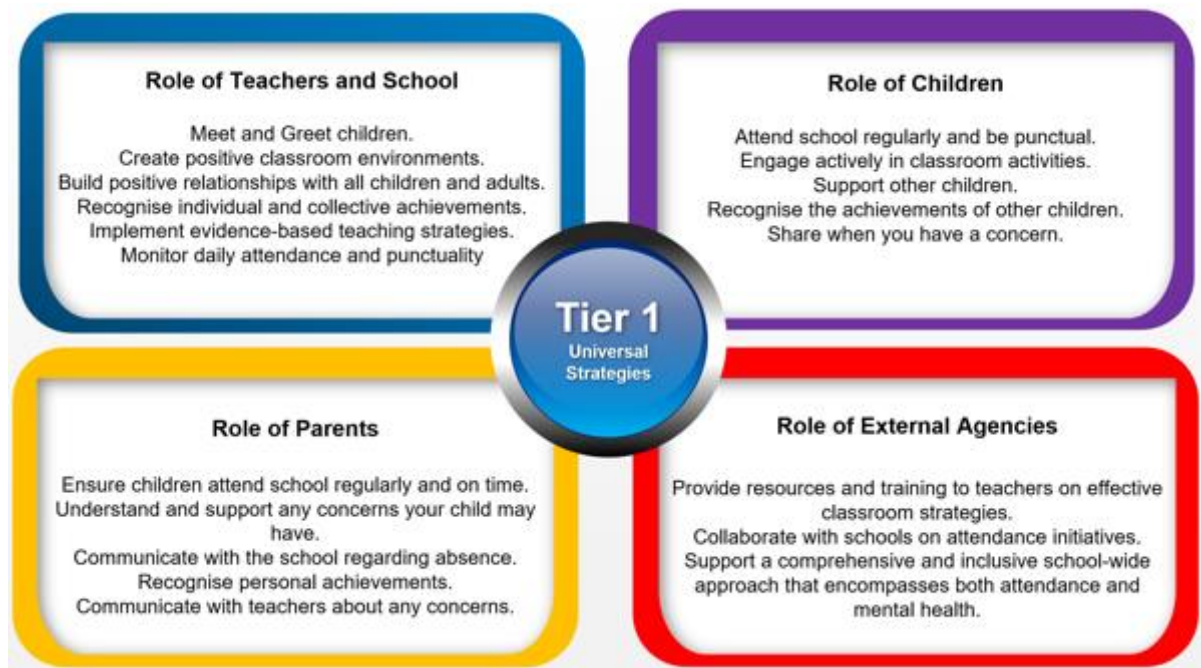 Role of Teachers and School
Meet and Greet children.
Create positive classroom environments.
Build positive relationships with all children and adults.
Recognise individual and collective achievements.
Implement evidence-based teaching strategies.
Monitor daily attendance and punctuality
Role of Children
Attend school regularly and be punctual.
Engage actively in classroom activities.
Support other children.
Recognise the achievements of other children.
Share when you have a concern.
Tier 1
Universal
Strategies
Role of Parents
Ensure children attend school regularly and on time.
Understand and support any concerns your child may
have.
Communicate with the school regarding absence.
Recognise personal achievements.
Communicate with teachers about any concerns.
Role of External Agencies
Provide resources and training to teachers on effective
classroom strategies.
Collaborate with schools on attendance initiatives.
Support a comprehensive and inclusive school-wide
approach that encompasses both attendance and
mental health.